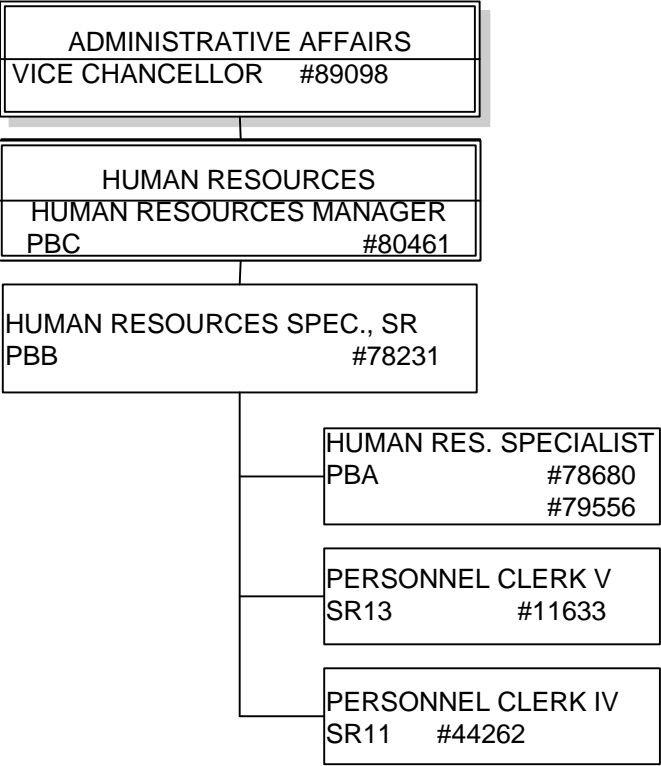 ADMINISTRATIVE AFFAIRS
VICE CHANCELLOR #89098
HUMAN RESOURCES
HUMAN RESOURCES MANAGER
PBC #80461
HUMAN RESOURCES SPEC., SR
PBB #78231
HUMAN RES. SPECIALIST
PBA #78680
#79556
PERSONNEL CLERK V
SR13 #11633
PERSONNEL CLERK IV
SR11 #44262